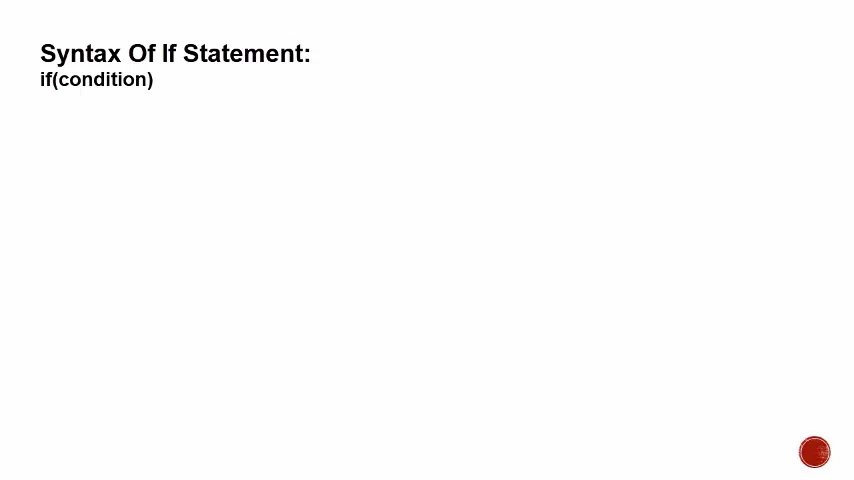 Syntax Of If Statement:
if(condition)